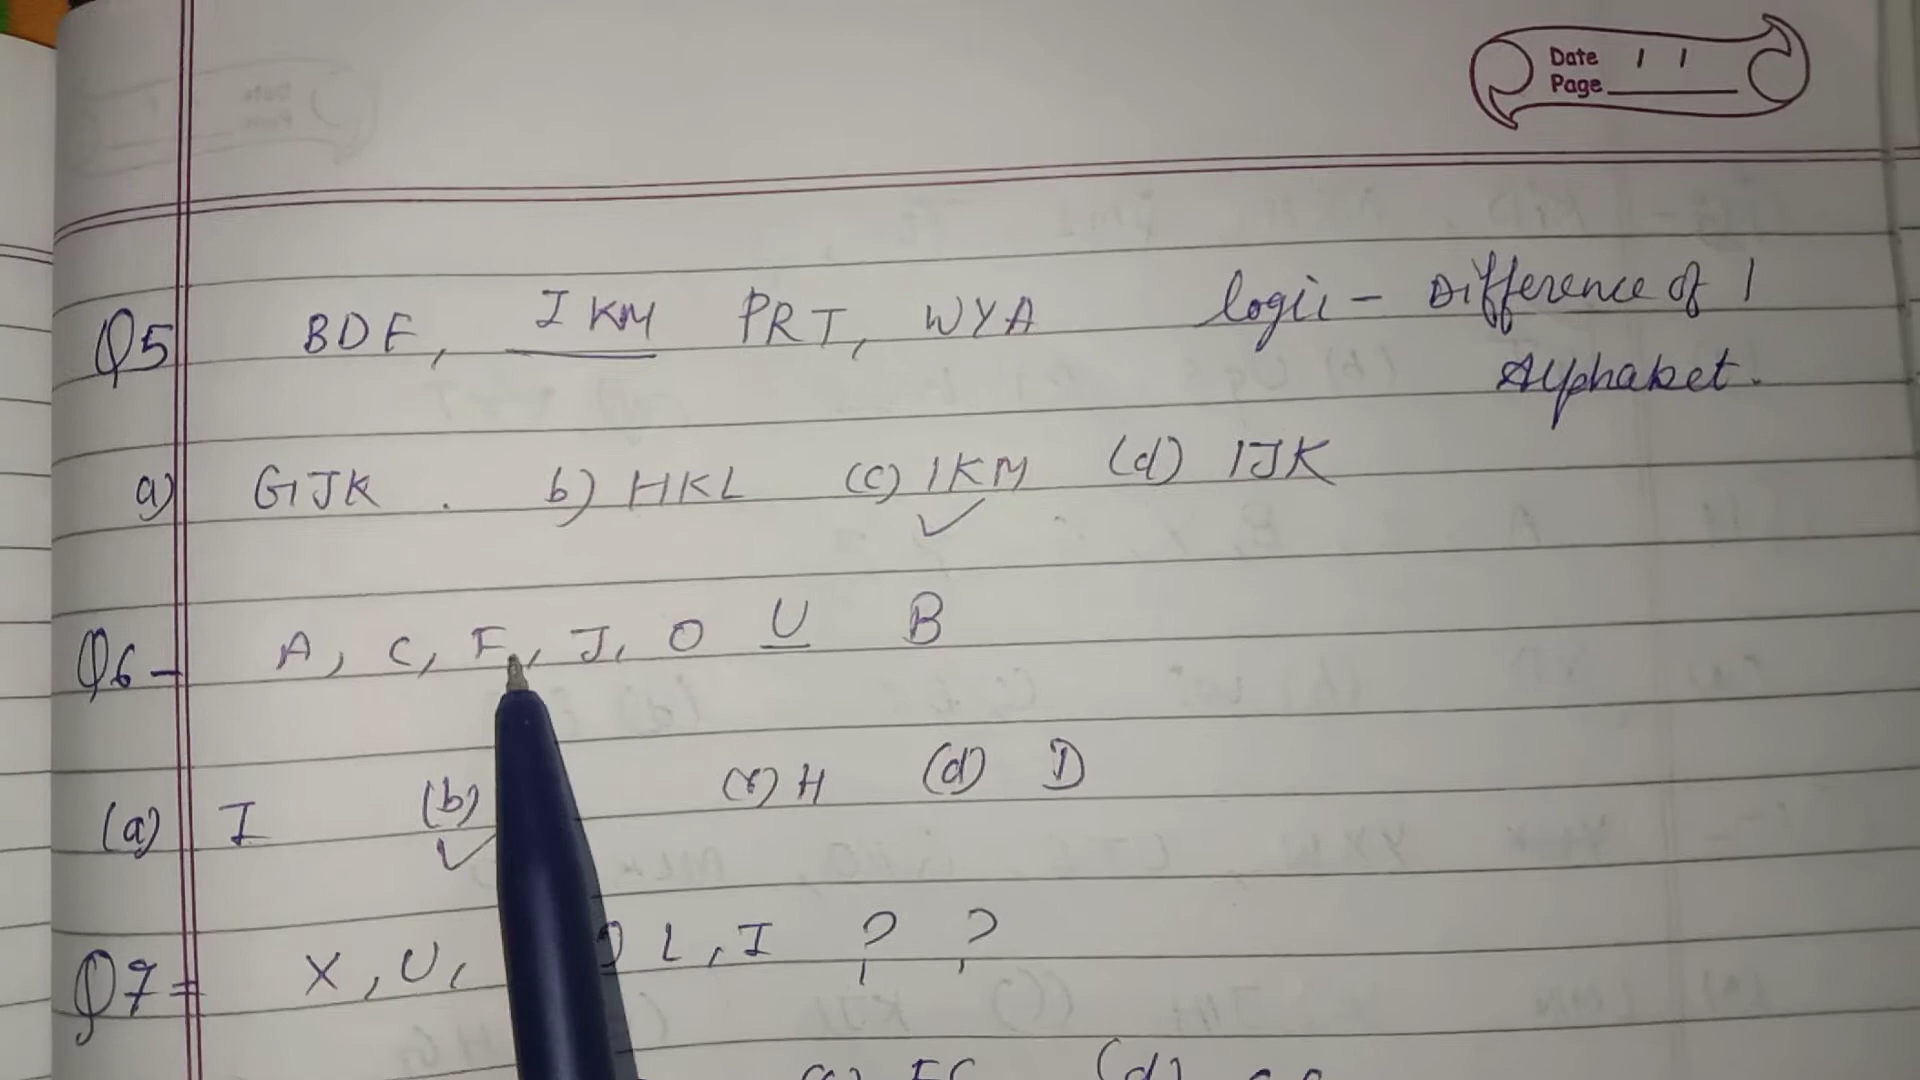 Date / /
Page
Q5 BDF, IKM PRT, WYA logic - Difference of 1
Alphabet.
a) GJK . b) HKL (c) IKM (d) IJK
Q6 - A, C, F, J, O U B
(a) I (b) (c) H (d) D
Q7 = X, U, L, I ? ?